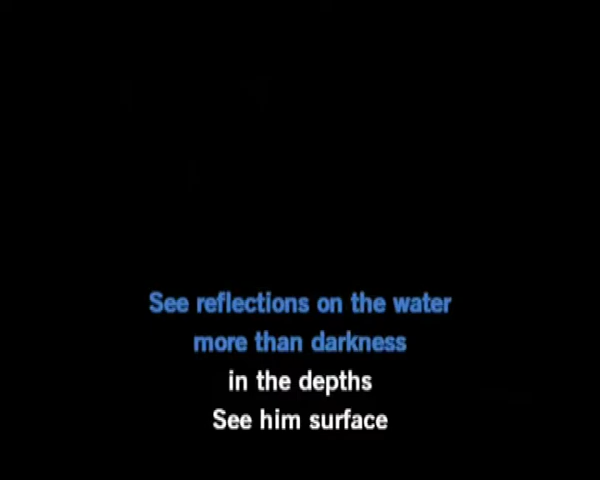 See reflections on the water
more than darkness
in the depths
See him surface